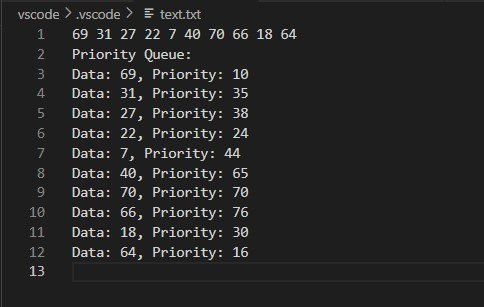 vscode > .vscode > text.txt
1 69 31 27 22 7 40 70 66 18 64
2 Priority Queue:
3 Data: 69, Priority: 10
4 Data: 31, Priority: 35
5 Data: 27, Priority: 38
6 Data: 22, Priority: 24
7 Data: 7, Priority: 44
8 Data: 40, Priority: 65
9 Data: 70, Priority: 70
10 Data: 66, Priority: 76
11 Data: 18, Priority: 30
12 Data: 64, Priority: 16
13